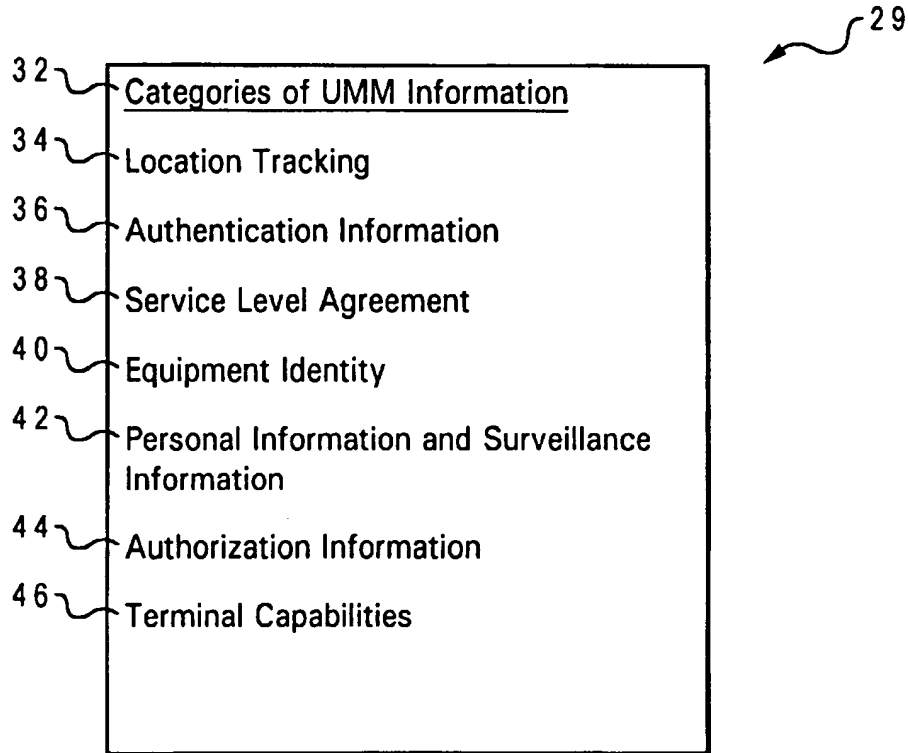 29
32 Categories of UMM Information
34 Location Tracking
36 Authentication Information
38 Service Level Agreement
40 Equipment Identity
42 Personal Information and Surveillance
Information
44 Authorization Information
46 Terminal Capabilities